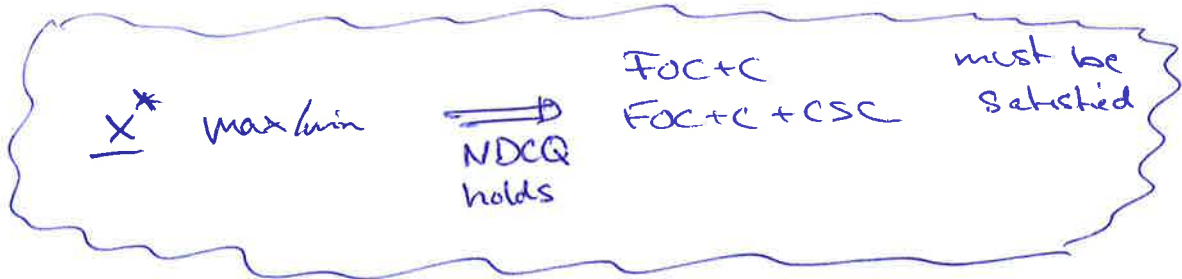 FOC+C must be
x* max/min ⟹ FOC+C+CSC satisfied
NDCQ
holds